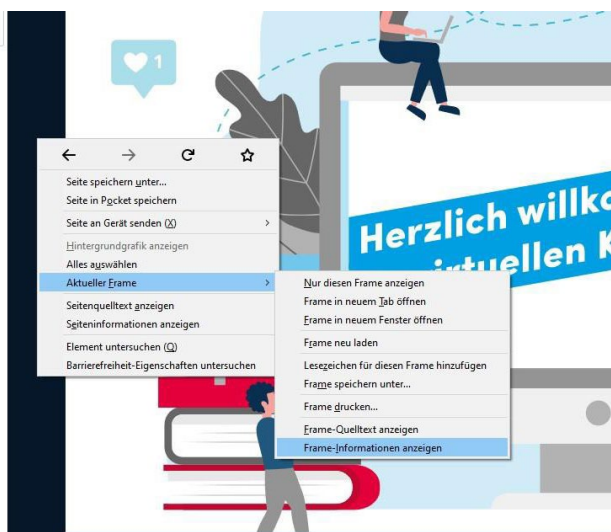 1
Seite speichern unter...
Seite in Pocket speichern
Seite an Gerät senden (X)
Hintergrundgrafik anzeigen
Alles auswählen
Aktueller Frame
Seitenquelltext anzeigen
Seiteninformationen anzeigen
Element untersuchen (Q)
Barrierefreiheit-Eigenschaften untersuchen
Nur diesen Frame anzeigen
Frame in neuem Tab öffnen
Frame in neuem Fenster öffnen
Frame neu laden
Lesezeichen für diesen Frame hinzufügen
Frame speichern unter...
Frame drucken...
Frame-Quelltext anzeigen
Frame-Informationen anzeigen
Herzlich willko
virtuellen K